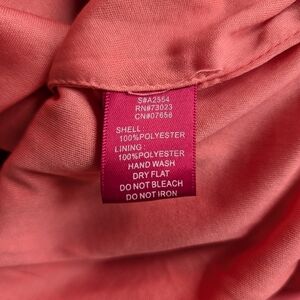 S#A2554
RN#73023
CN#07656
SHELL:
100%POLYESTER
LINING:
100%POLYESTER
HAND WASH
DRY FLAT
DO NOT BLEACH
DO NOT IRON